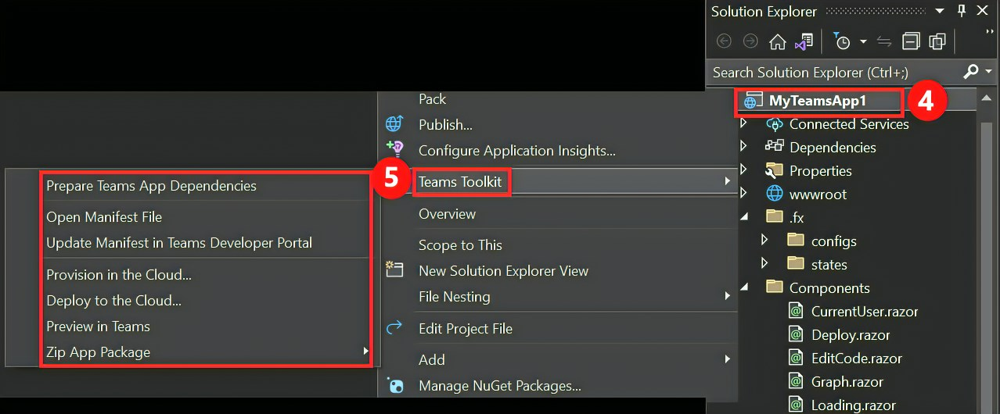 Solution Explorer
Search Solution Explorer (Ctrl+;)
MyTeamsApp1
4
Connected Services
Dependencies
Properties
wwwroot
.fx
configs
states
Components
CurrentUser.razor
Deploy.razor
EditCode.razor
Graph.razor
Loading.razor
Pack
Publish...
Configure Application Insights...
5
Teams Toolkit
Overview
Scope to This
New Solution Explorer View
File Nesting
Edit Project File
Add
Manage NuGet Packages...
Prepare Teams App Dependencies
Open Manifest File
Update Manifest in Teams Developer Portal
Provision in the Cloud...
Deploy to the Cloud...
Preview in Teams
Zip App Package